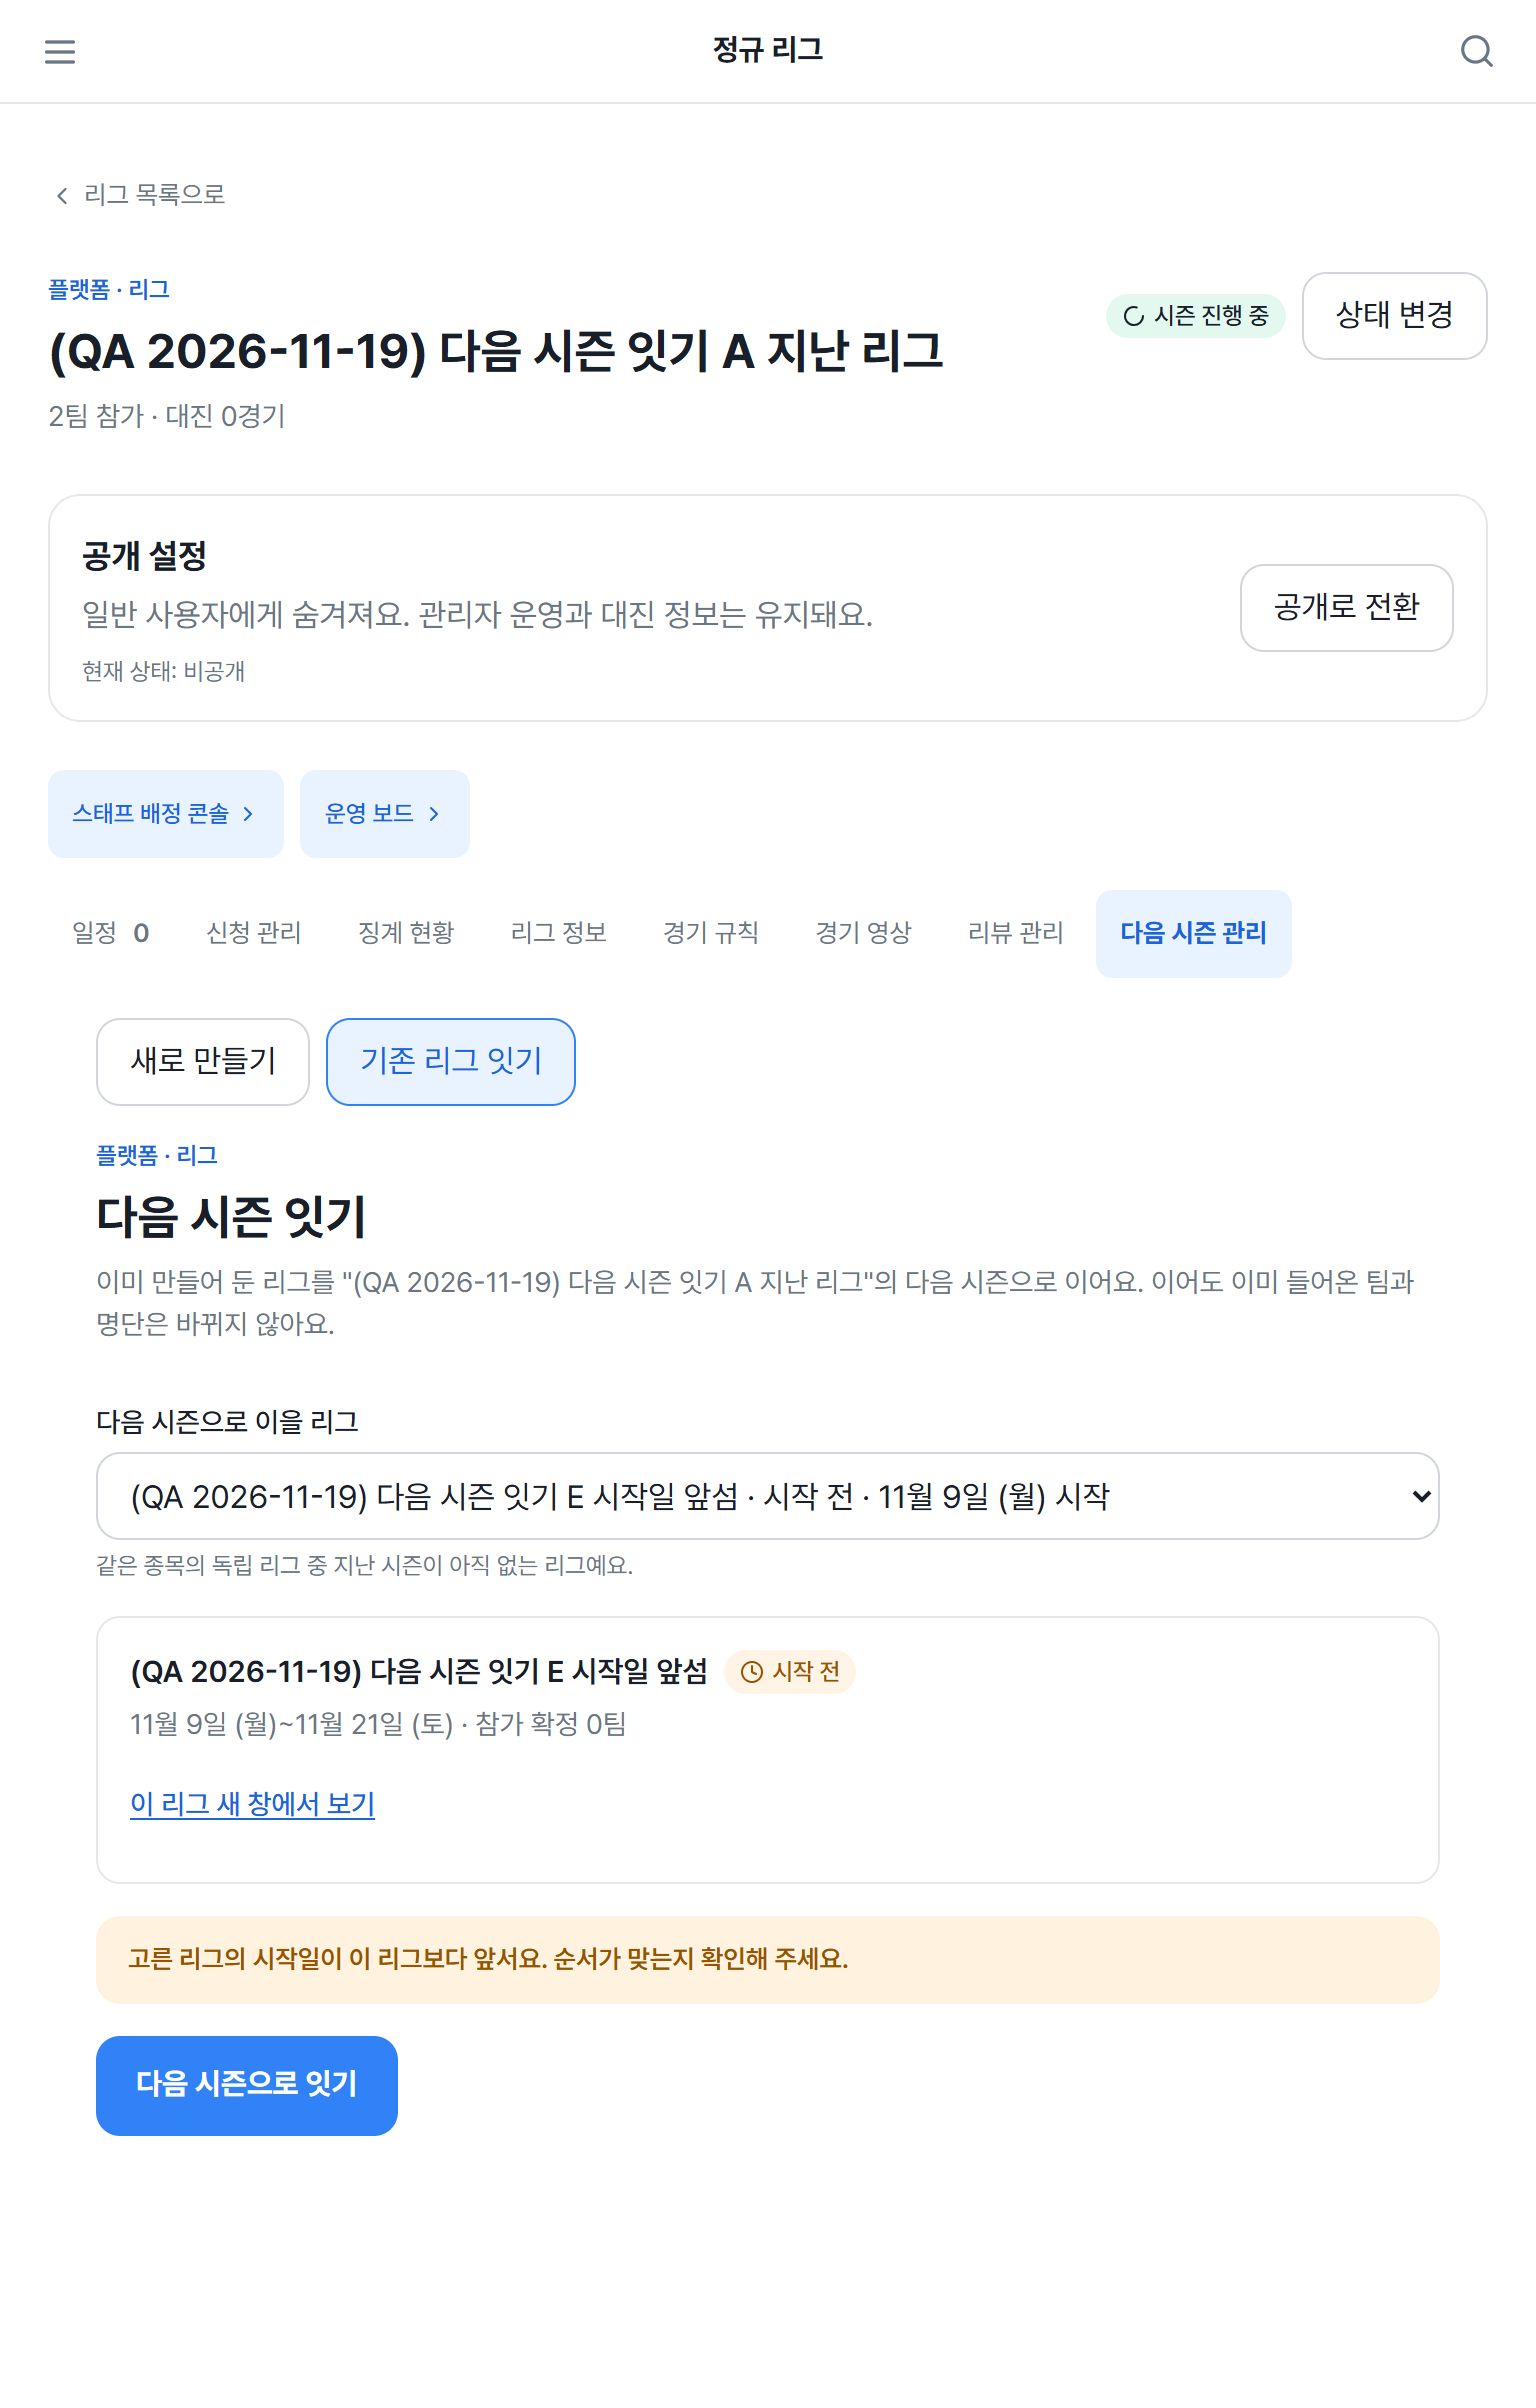 정규 리그
리그 목록으로
플랫폼 · 리그
(QA 2026-11-19) 다음 시즌 잇기 A 지난 리그
시즌 진행 중
상태 변경
2팀 참가 · 대진 0경기
공개 설정
일반 사용자에게 숨겨져요. 관리자 운영과 대진 정보는 유지돼요.
현재 상태: 비공개
공개로 전환
스태프 배정 콘솔
운영 보드
일정 0 신청 관리 징계 현황 리그 정보 경기 규칙 경기 영상 리뷰 관리 다음 시즌 관리
새로 만들기
기존 리그 잇기
플랫폼 · 리그
다음 시즌 잇기
이미 만들어 둔 리그를 "(QA 2026-11-19) 다음 시즌 잇기 A 지난 리그"의 다음 시즌으로 이어요. 이어도 이미 들어온 팀과
명단은 바뀌지 않아요.
다음 시즌으로 이을 리그
(QA 2026-11-19) 다음 시즌 잇기 E 시작일 앞섬 · 시작 전 · 11월 9일 (월) 시작
같은 종목의 독립 리그 중 지난 시즌이 아직 없는 리그예요.
(QA 2026-11-19) 다음 시즌 잇기 E 시작일 앞섬 시작 전
11월 9일 (월)~11월 21일 (토) · 참가 확정 0팀
이 리그 새 창에서 보기
고른 리그의 시작일이 이 리그보다 앞서요. 순서가 맞는지 확인해 주세요.
다음 시즌으로 잇기